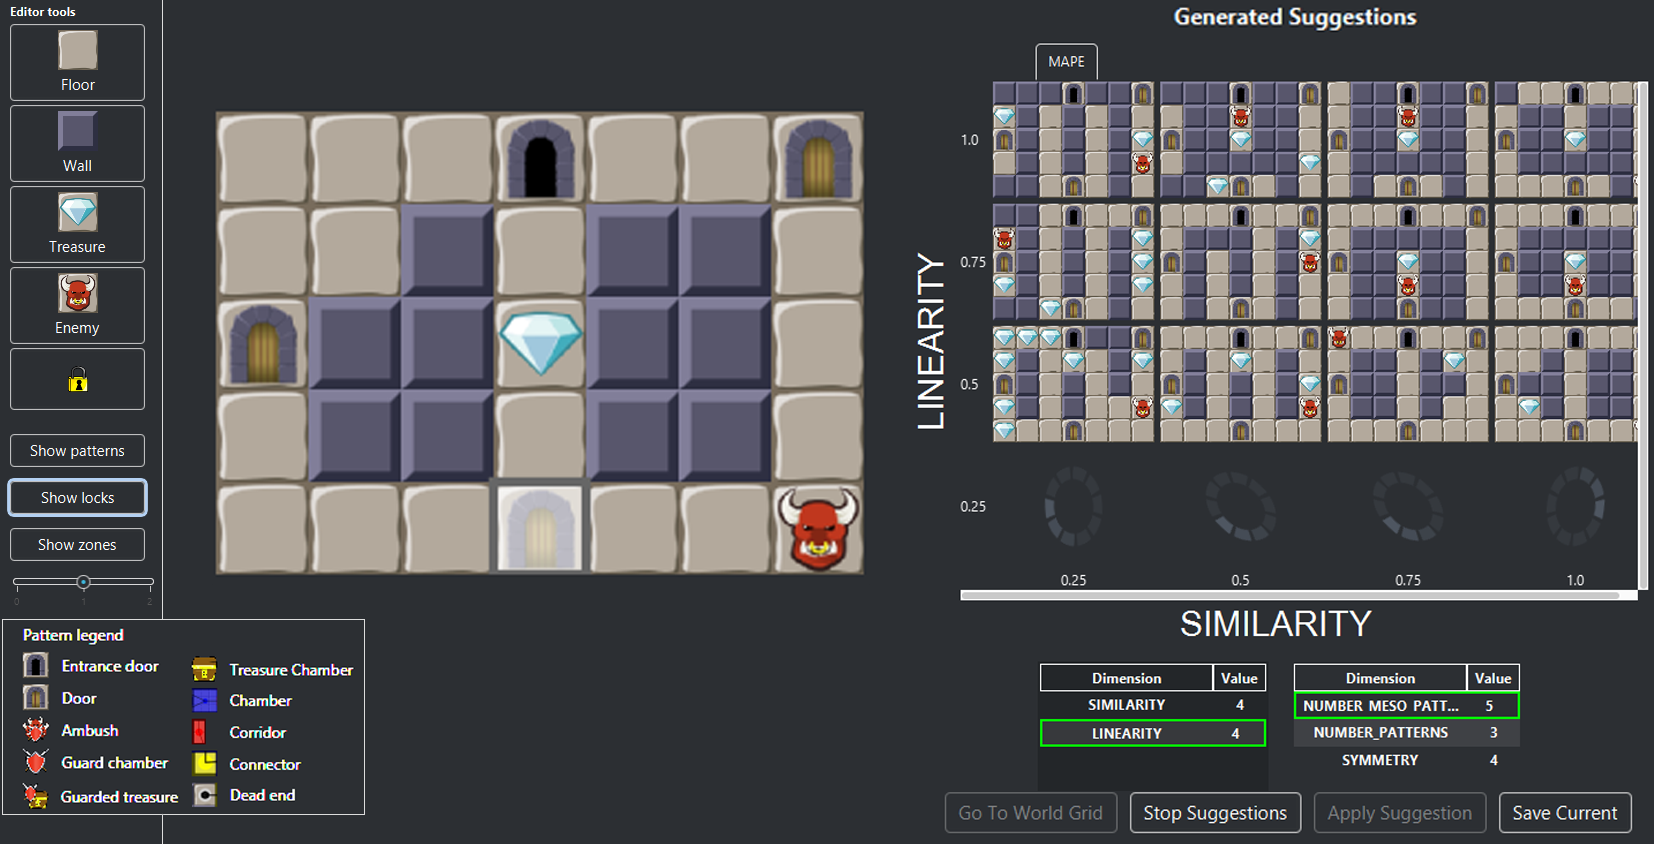 Editor tools
Floor
Wall
Treasure
Enemy
Show patterns
Show locks
Show zones
0 1 2
Pattern legend
Entrance door
Door
Ambush
Guard chamber
Guarded treasure
Treasure Chamber
Chamber
Corridor
Connector
Dead end
Generated Suggestions
MAPE
LINEARITY
1.0
0.75
0.5
0.25
0.25 0.5 0.75 1.0
SIMILARITY
Dimension Value
SIMILARITY 4
LINEARITY 4
Dimension Value
NUMBER_MESO_PATT... 5
NUMBER_PATTERNS 3
SYMMETRY 4
Go To World Grid
Stop Suggestions
Apply Suggestion
Save Current